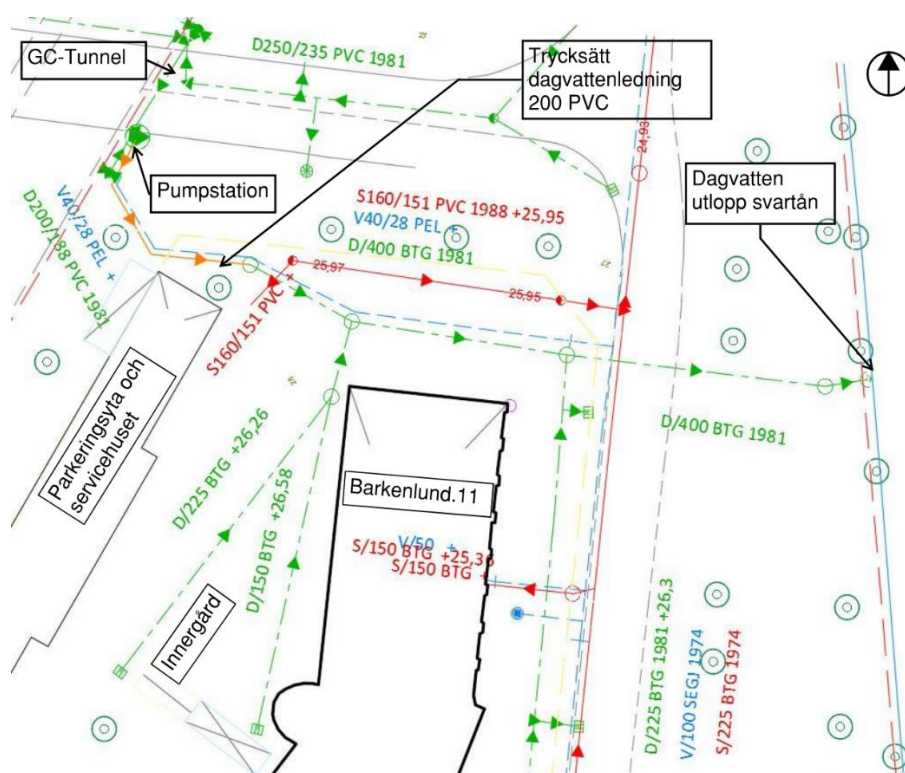 D250/235 PVC 1981
GC-Tunnel
Trycksätt
dagvattenledning
200 PVC
24,93
Pumpstation
Dagvatten
utlopp svartån
S160/151 PVC 1988 +25,95
V40/28 PEL +
D/400 BTG 1981
V40/28 PEL +
D200/188 PVC 1981
27
25,97
25,95
S160/151 PVC +
Parkeringsyta och
servicehuset
D/225 BTG +26,26
D/150 BTG +26,58
D/400 BTG 1981
Barkenlund.11
V/50 +
S/150 BTG +25,36
S/150 BTG +
Innergård
D/225 BTG 1981 +26,3
V/100 SEGJ 1974
S/225 BTG 1974